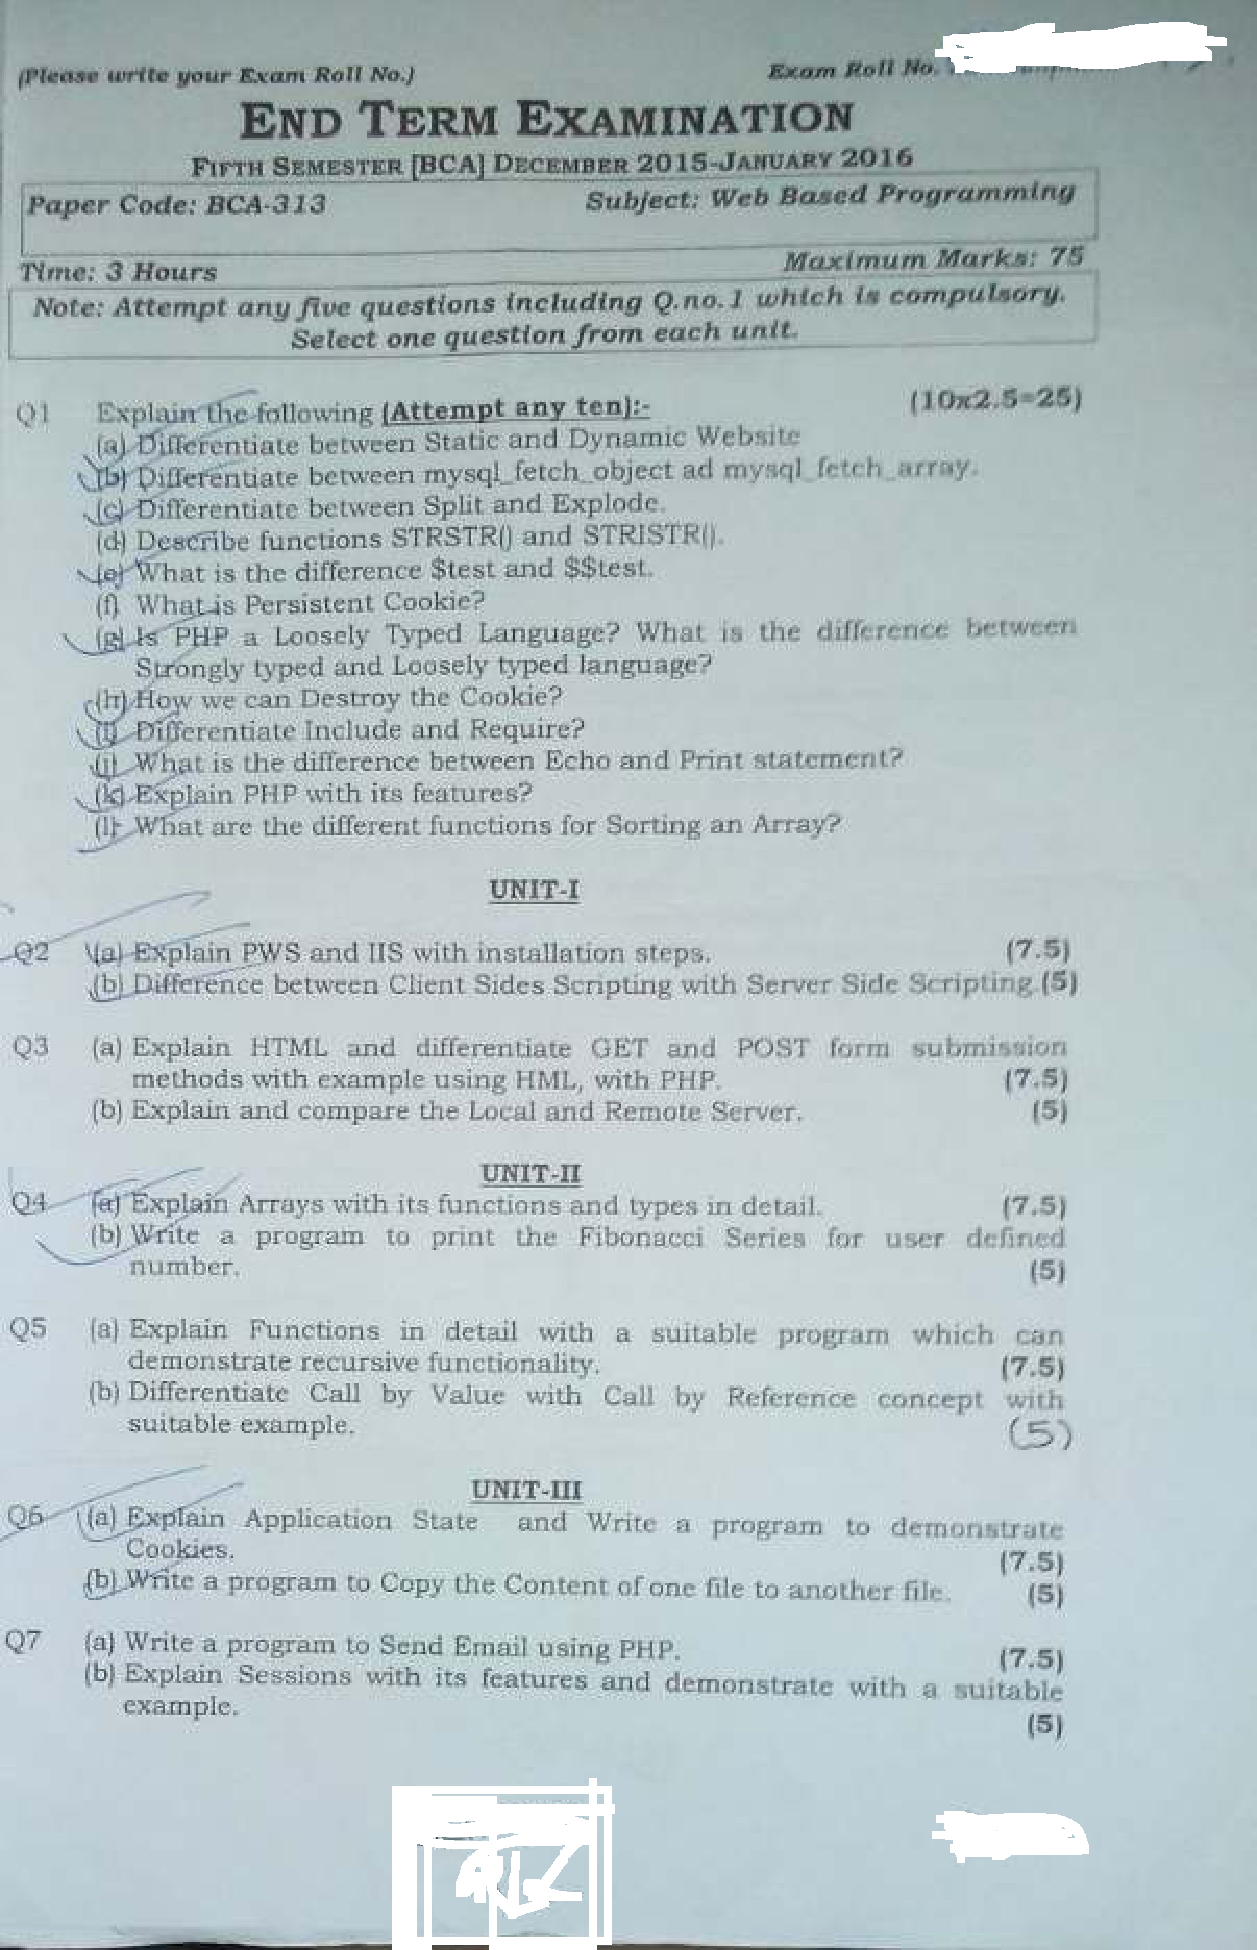 (Please write your Exam Roll No.)
Exam Roll No.
END TERM EXAMINATION
FIFTH SEMESTER [BCA] DECEMBER 2015-JANUARY 2016
Paper Code: BCA-313 Subject: Web Based Programming
Time: 3 Hours Maximum Marks: 75
Note: Attempt any five questions including Q.no.1 which is compulsory.
Select one question from each unit.
Q1 Explain the following (Attempt any ten):- (10x2.5=25)
(a) Differentiate between Static and Dynamic Website
(b) Differentiate between mysql_fetch_object ad mysql_fetch_array.
(c) Differentiate between Split and Explode.
(d) Describe functions STRSTR() and STRISTR().
(e) What is the difference $test and $$test.
(f) What is Persistent Cookie?
(g) Is PHP a Loosely Typed Language? What is the difference between
Strongly typed and Loosely typed language?
(h) How we can Destroy the Cookie?
(i) Differentiate Include and Require?
(j) What is the difference between Echo and Print statement?
(k) Explain PHP with its features?
(l) What are the different functions for Sorting an Array?
UNIT-I
Q2 (a) Explain PWS and IIS with installation steps. (7.5)
(b) Difference between Client Sides Scripting with Server Side Scripting.(5)
Q3 (a) Explain HTML and differentiate GET and POST form submission
methods with example using HML, with PHP. (7.5)
(b) Explain and compare the Local and Remote Server. (5)
UNIT-II
Q4 (a) Explain Arrays with its functions and types in detail. (7.5)
(b) Write a program to print the Fibonacci Series for user defined
number. (5)
Q5 (a) Explain Functions in detail with a suitable program which can
demonstrate recursive functionality. (7.5)
(b) Differentiate Call by Value with Call by Reference concept with
suitable example. (5)
UNIT-III
Q6 (a) Explain Application State and Write a program to demonstrate
Cookies. (7.5)
(b) Write a program to Copy the Content of one file to another file. (5)
Q7 (a) Write a program to Send Email using PHP. (7.5)
(b) Explain Sessions with its features and demonstrate with a suitable
example. (5)